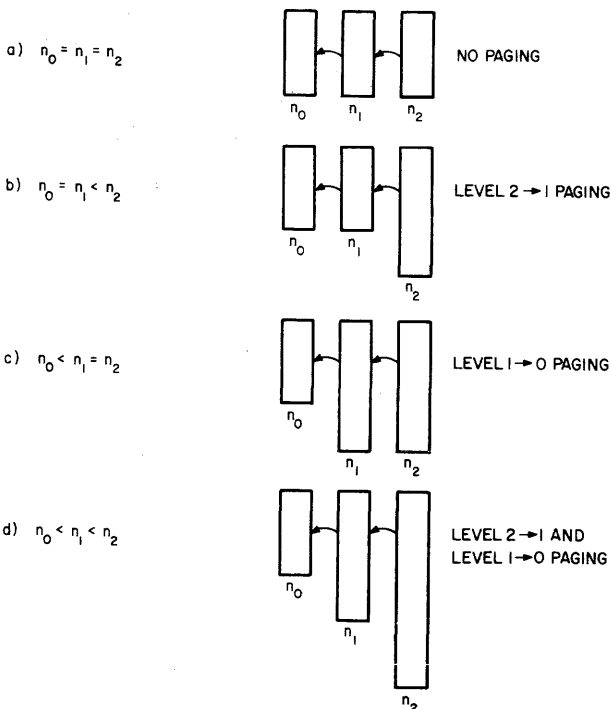 a) n₀ = n₁ = n₂
NO PAGING
n₀ n₁ n₂
b) n₀ = n₁ < n₂
LEVEL 2→1 PAGING
n₀ n₁
n₂
c) n₀ < n₁ = n₂
LEVEL 1→0 PAGING
n₀
n₁ n₂
d) n₀ < n₁ < n₂
LEVEL 2→1 AND
LEVEL 1→0 PAGING
n₀
n₁
n₂